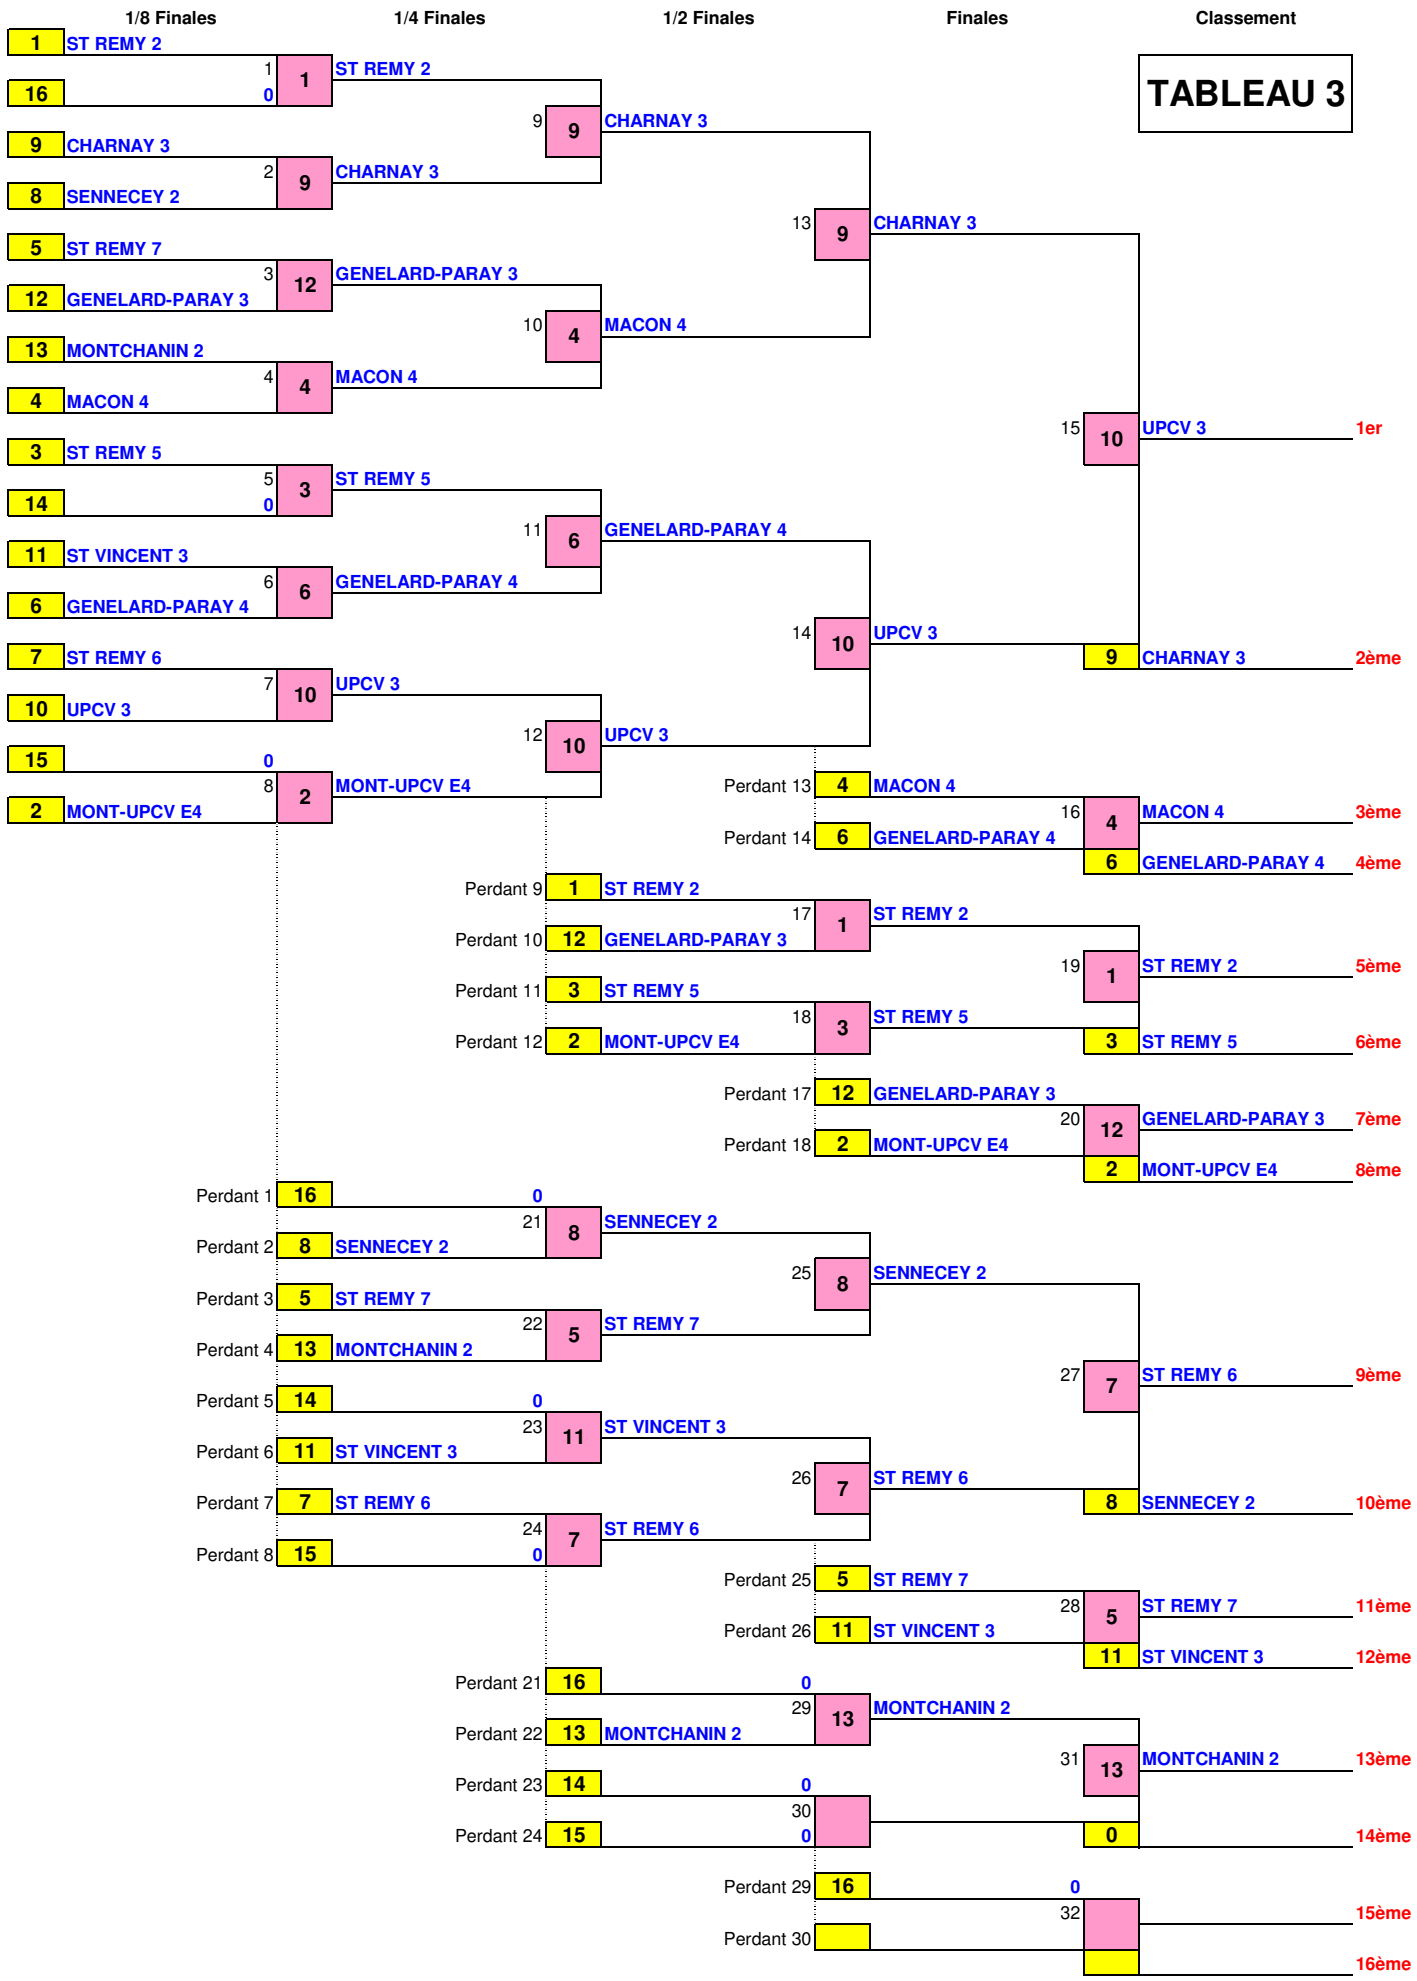 1/8 Finales 1/4 Finales 1/2 Finales Finales Classement
1 ST REMY 2
1 1 ST REMY 2
TABLEAU 3
16 0
9 9 CHARNAY 3
9 CHARNAY 3
2 9 CHARNAY 3
8 SENNECEY 2
13 9 CHARNAY 3
5 ST REMY 7
3 12 GENELARD-PARAY 3
12 GENELARD-PARAY 3
10 4 MACON 4
13 MONTCHANIN 2
4 4 MACON 4
4 MACON 4
15 10 UPCV 3 1er
3 ST REMY 5
5 3 ST REMY 5
14 0
11 6 GENELARD-PARAY 4
11 ST VINCENT 3
6 6 GENELARD-PARAY 4
6 GENELARD-PARAY 4
14 10 UPCV 3
7 ST REMY 6 9 CHARNAY 3 2ème
7 10 UPCV 3
10 UPCV 3
12 10 UPCV 3
15 0
8 2 MONT-UPCV E4 Perdant 13 4 MACON 4
2 MONT-UPCV E4 16 4 MACON 4 3ème
Perdant 14 6 GENELARD-PARAY 4
6 GENELARD-PARAY 4 4ème
Perdant 9 1 ST REMY 2
17 1 ST REMY 2
Perdant 10 12 GENELARD-PARAY 3
19 1 ST REMY 2 5ème
Perdant 11 3 ST REMY 5
18 3 ST REMY 5
Perdant 12 2 MONT-UPCV E4 3 ST REMY 5 6ème
Perdant 17 12 GENELARD-PARAY 3
20 12 GENELARD-PARAY 3 7ème
Perdant 18 2 MONT-UPCV E4
2 MONT-UPCV E4 8ème
Perdant 1 16 0
21 8 SENNECEY 2
Perdant 2 8 SENNECEY 2
25 8 SENNECEY 2
Perdant 3 5 ST REMY 7
22 5 ST REMY 7
Perdant 4 13 MONTCHANIN 2
27 7 ST REMY 6 9ème
Perdant 5 14 0
23 11 ST VINCENT 3
Perdant 6 11 ST VINCENT 3
26 7 ST REMY 6
Perdant 7 7 ST REMY 6 8 SENNECEY 2 10ème
24 7 ST REMY 6
Perdant 8 15 0
Perdant 25 5 ST REMY 7
28 5 ST REMY 7 11ème
Perdant 26 11 ST VINCENT 3
11 ST VINCENT 3 12ème
Perdant 21 16 0
29 13 MONTCHANIN 2
Perdant 22 13 MONTCHANIN 2
31 13 MONTCHANIN 2 13ème
Perdant 23 14 0
30
Perdant 24 15 0 0 14ème
Perdant 29 16 0
32 15ème
Perdant 30
16ème